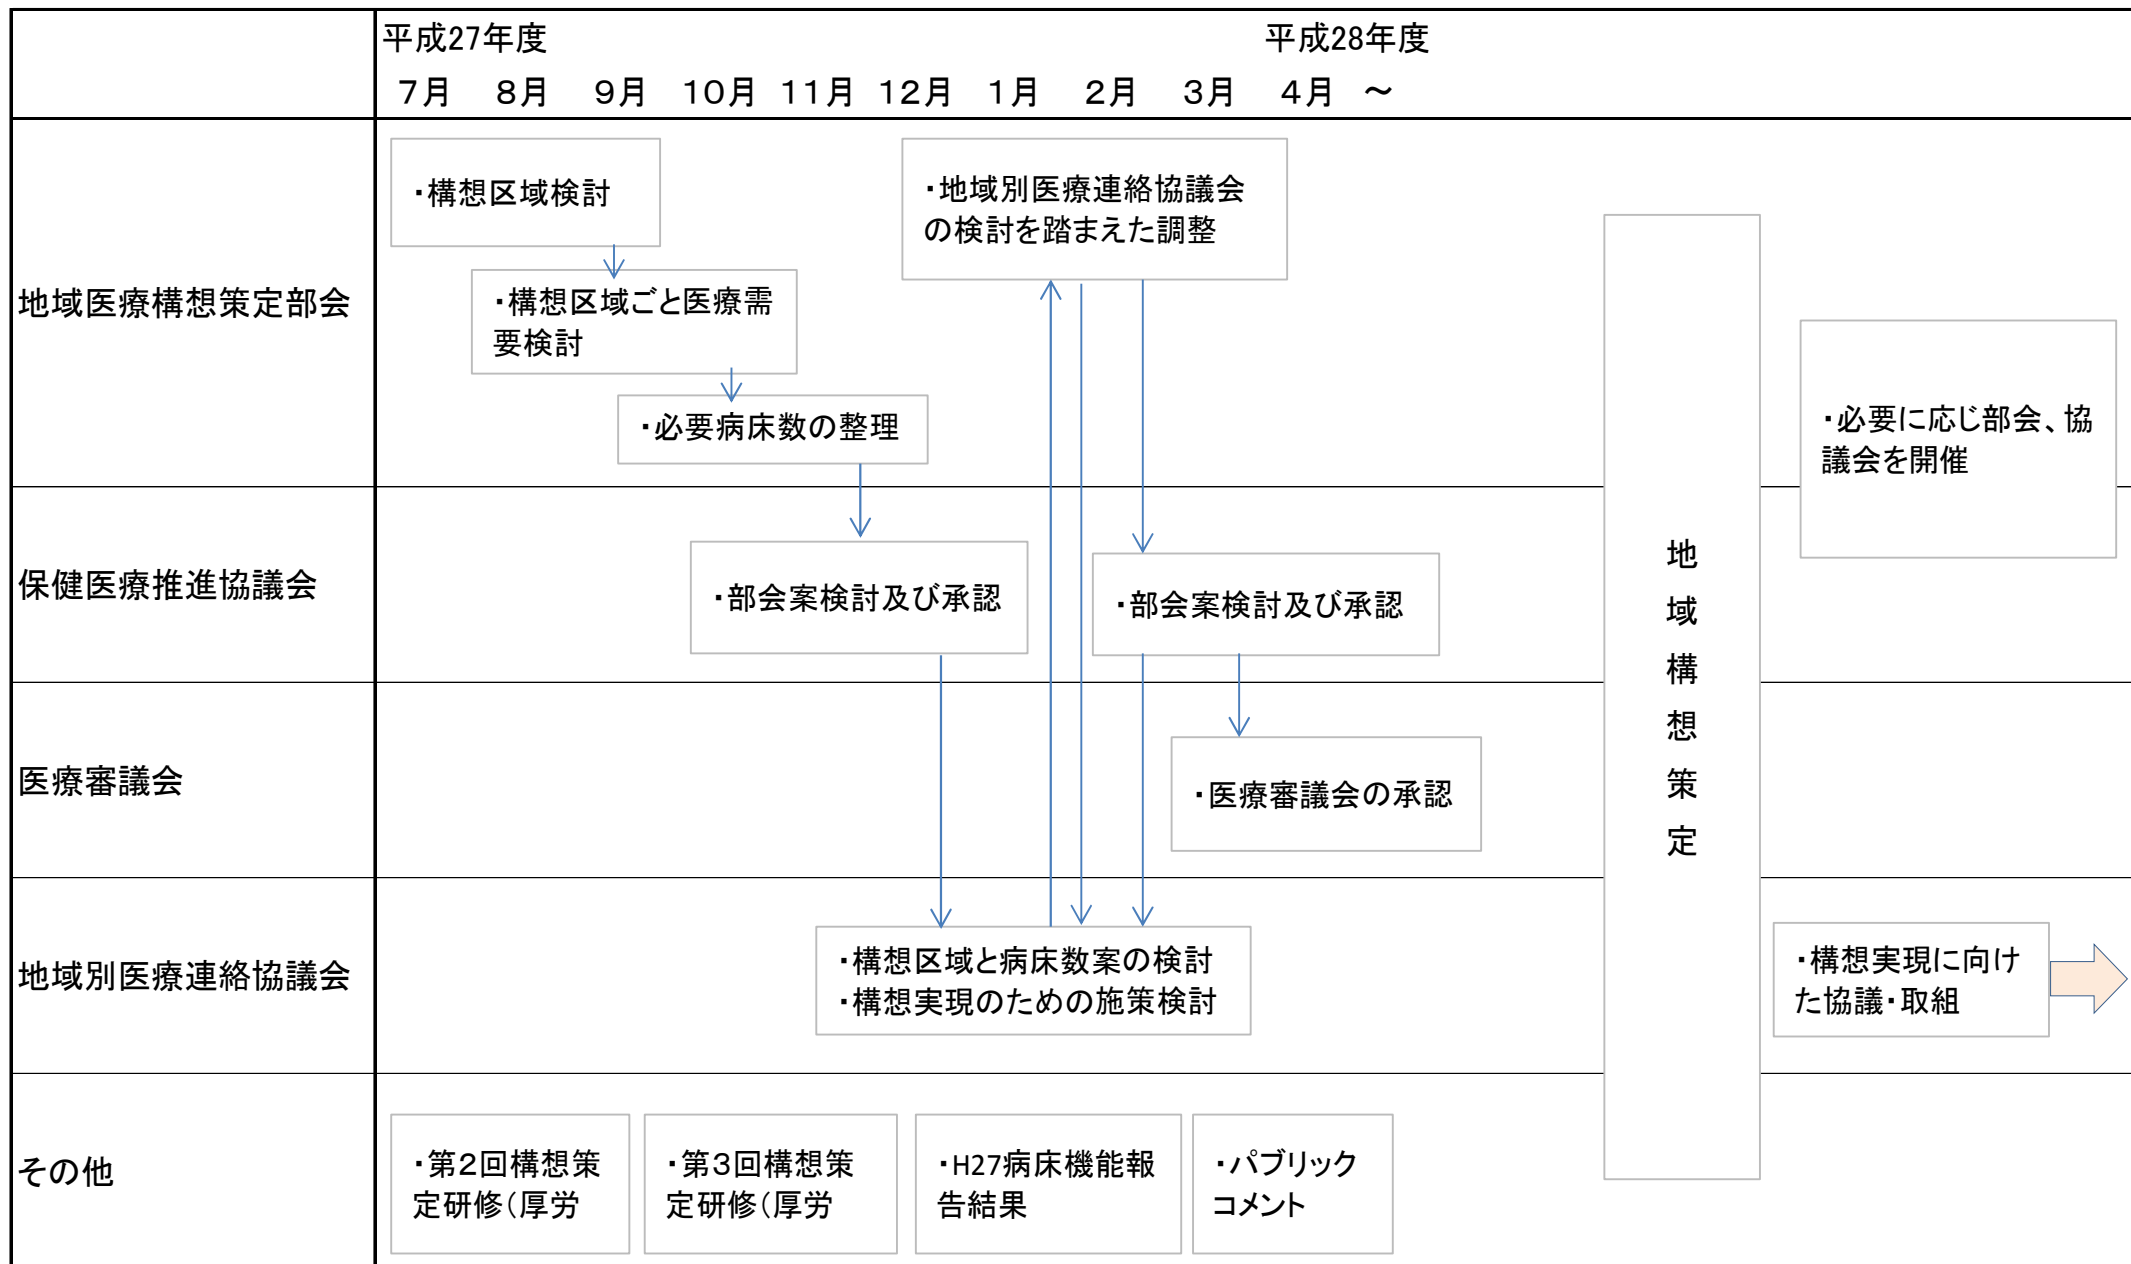 平成27年度 平成28年度
7月 8月 9月 10月 11月 12月 1月 2月 3月 4月 ～
地域医療構想策定部会
・構想区域検討
・構想区域ごと医療需
要検討
・必要病床数の整理
・地域別医療連絡協議会
の検討を踏まえた調整
・必要に応じ部会、協
議会を開催
保健医療推進協議会
・部会案検討及び承認
・部会案検討及び承認
医療審議会
・医療審議会の承認
地域構想策定
地域別医療連絡協議会
・構想区域と病床数案の検討
・構想実現のための施策検討
・構想実現に向け
た協議・取組
その他
・第2回構想策
定研修(厚労
・第3回構想策
定研修(厚労
・H27病床機能報
告結果
・パブリック
コメント